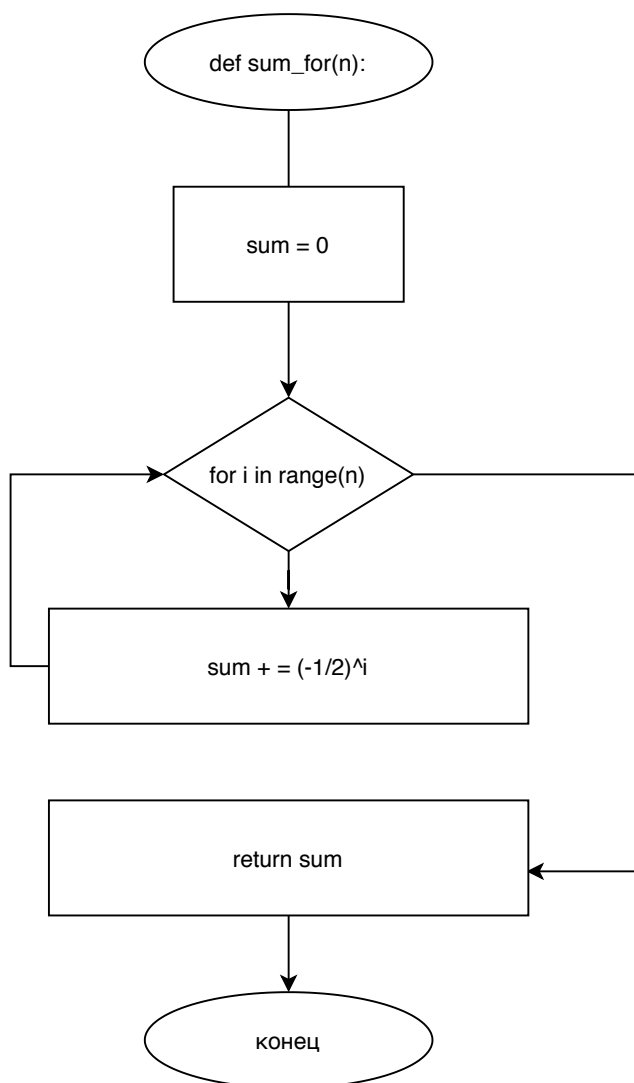 def sum_for(n):
sum = 0
for i in range(n)
sum + = (-1/2)^i
return sum
конец